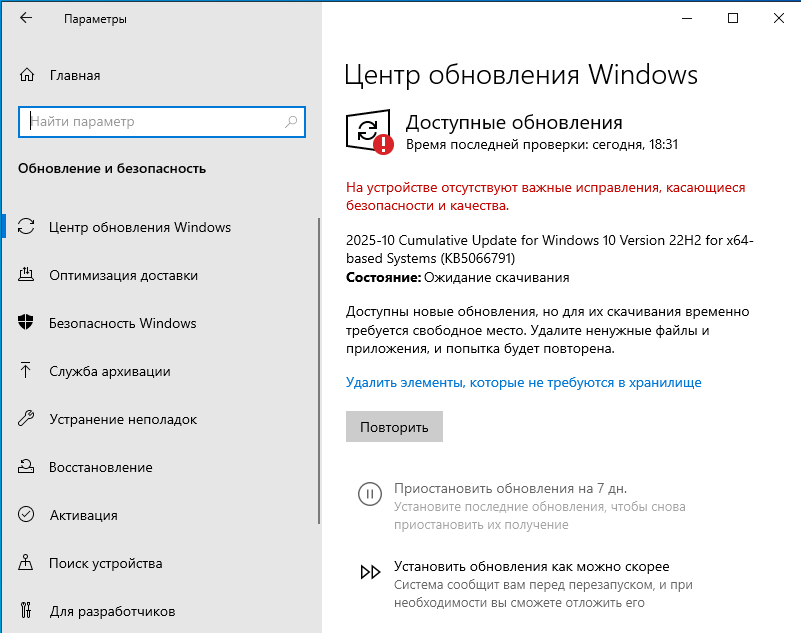 Параметры
Главная
Найти параметр
Обновление и безопасность
Центр обновления Windows
Оптимизация доставки
Безопасность Windows
Служба архивации
Устранение неполадок
Восстановление
Активация
Поиск устройства
Для разработчиков
Центр обновления Windows
Доступные обновления
Время последней проверки: сегодня, 18:31
На устройстве отсутствуют важные исправления, касающиеся
безопасности и качества.
2025-10 Cumulative Update for Windows 10 Version 22H2 for x64-
based Systems (KB5066791)
Состояние: Ожидание скачивания
Доступны новые обновления, но для их скачивания временно
требуется свободное место. Удалите ненужные файлы и
приложения, и попытка будет повторена.
Удалить элементы, которые не требуются в хранилище
Повторить
Приостановить обновления на 7 дн.
Установите последние обновления, чтобы снова
приостановить их получение
Установить обновления как можно скорее
Система сообщит вам перед перезапуском, и при
необходимости вы сможете отложить его